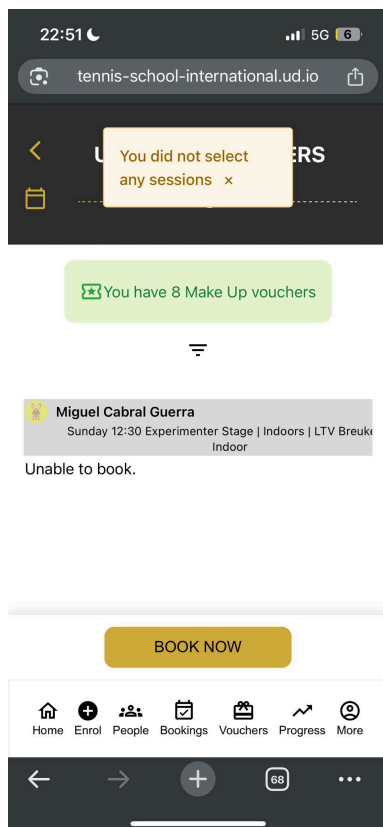 22:51
5G
6
tennis-school-international.ud.io
U
ERS
You did not select
any sessions ×
You have 8 Make Up vouchers
Miguel Cabral Guerra
Sunday 12:30 Experimenter Stage | Indoors | LTV Breuke
Indoor
Unable to book.
BOOK NOW
Home Enrol People Bookings Vouchers Progress More
68